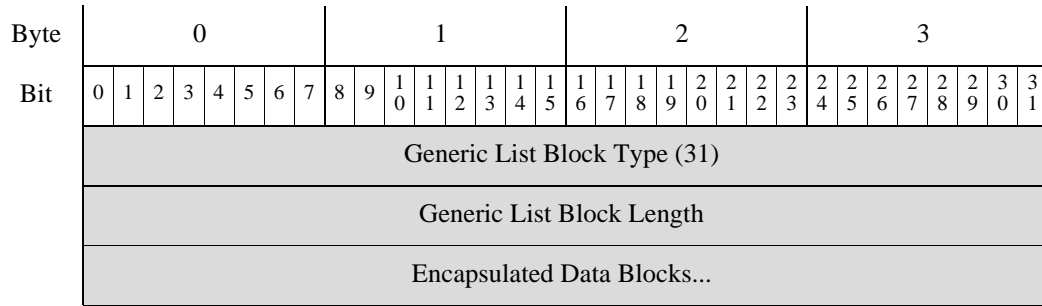 Byte 0 1 2 3
Bit 0 1 2 3 4 5 6 7 8 9 10 11 12 13 14 15 16 17 18 19 20 21 22 23 24 25 26 27 28 29 30 31
Generic List Block Type (31)
Generic List Block Length
Encapsulated Data Blocks...